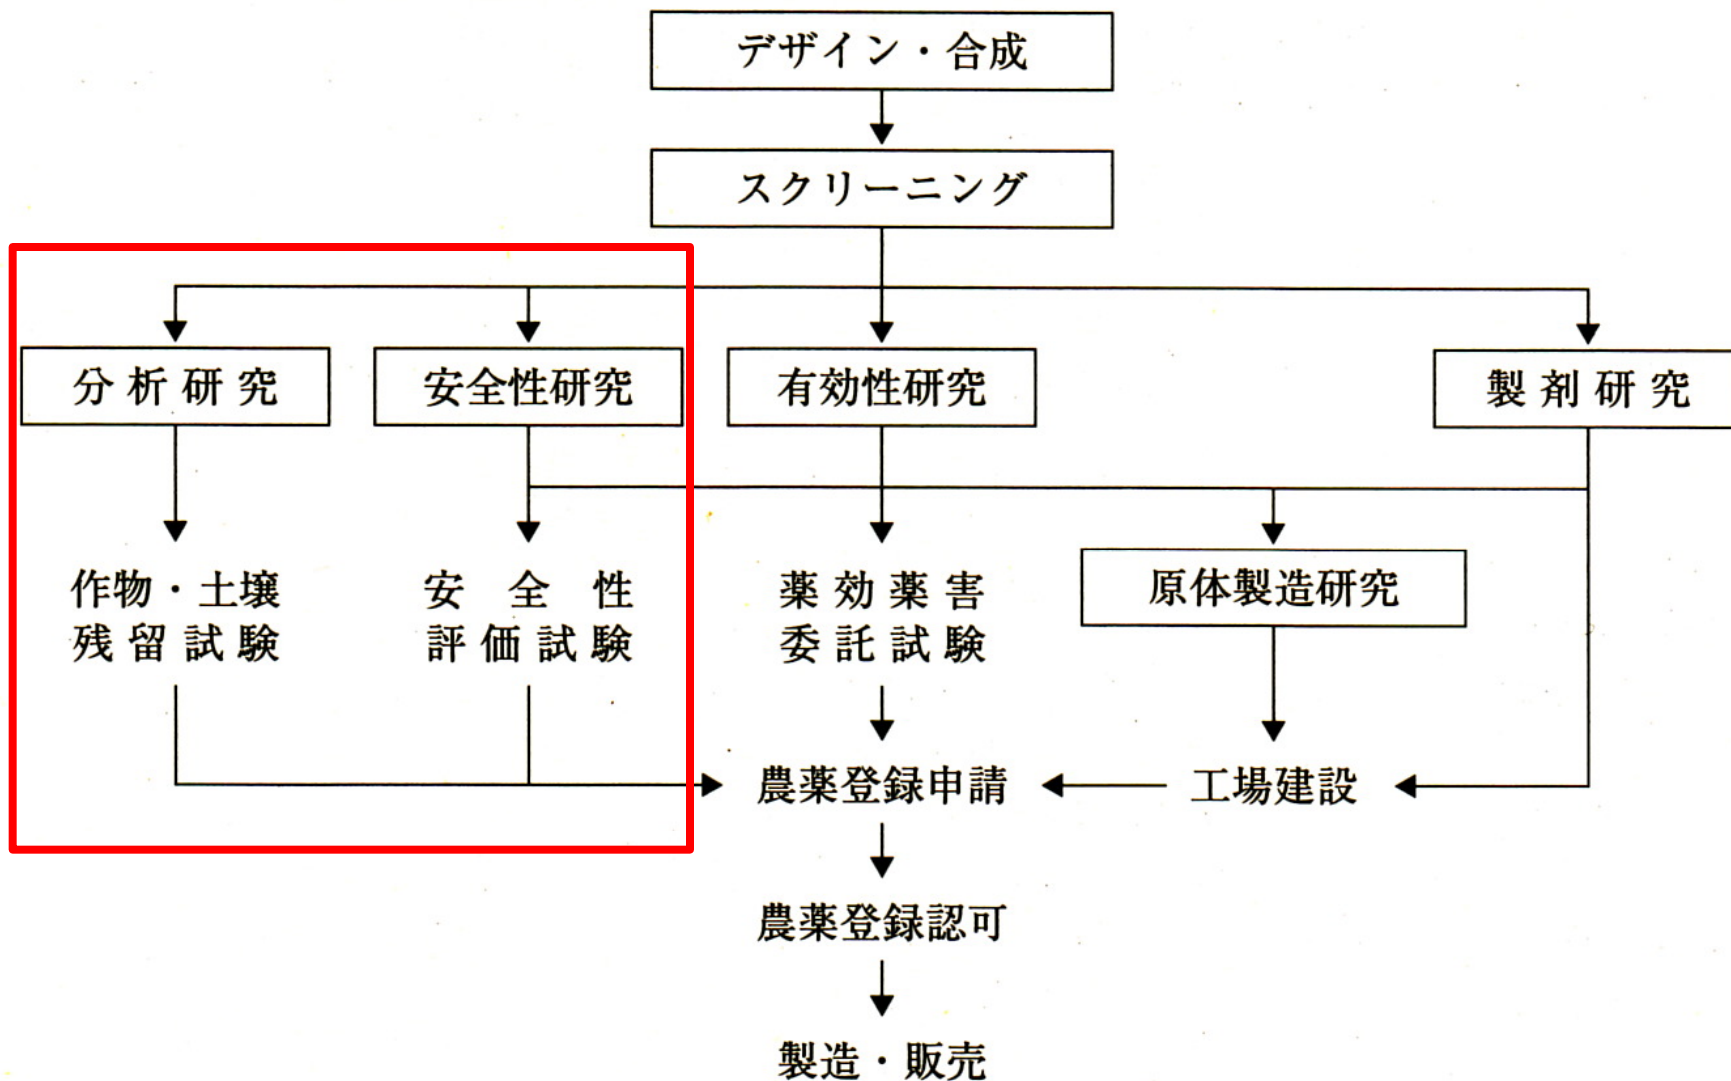 デザイン・合成
スクリーニング
分析研究
安全性研究
有効性研究
製剤研究
作物・土壌
残留試験
安全性
評価試験
薬効薬害
委託試験
原体製造研究
農薬登録申請
工場建設
農薬登録認可
製造・販売